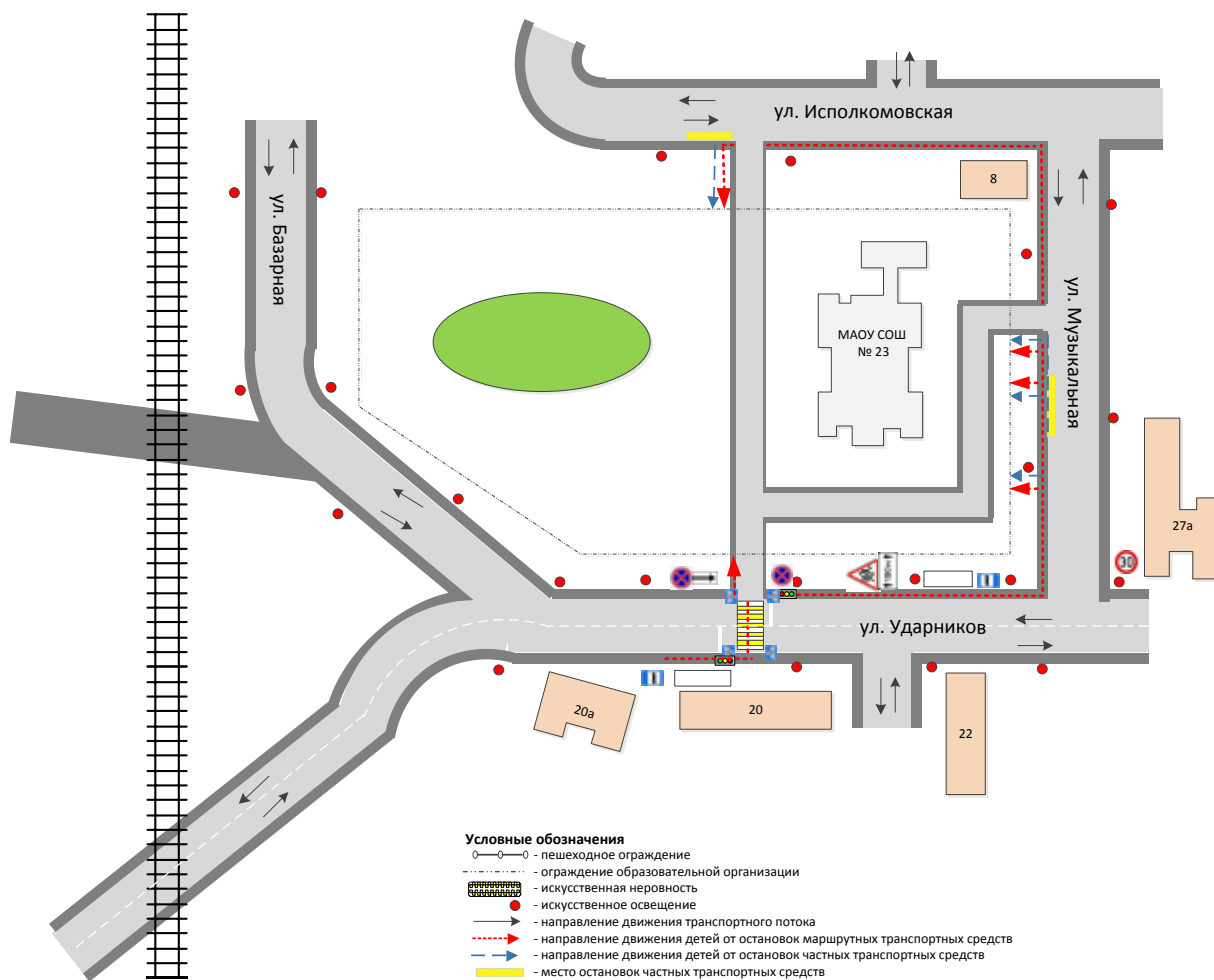 ул. Исполкомовская
8
ул. Базарная
ул. Музыкальная
МАОУ СОШ
№ 23
27а
30
ул. Ударников
20а
20
22
Условные обозначения
- пешеходное ограждение
- ограждение образовательной организации
- искусственная неровность
- искусственное освещение
- направление движения транспортного потока
- направление движения детей от остановок маршрутных транспортных средств
- направление движения детей от остановок частных транспортных средств
- место остановок частных транспортных средств